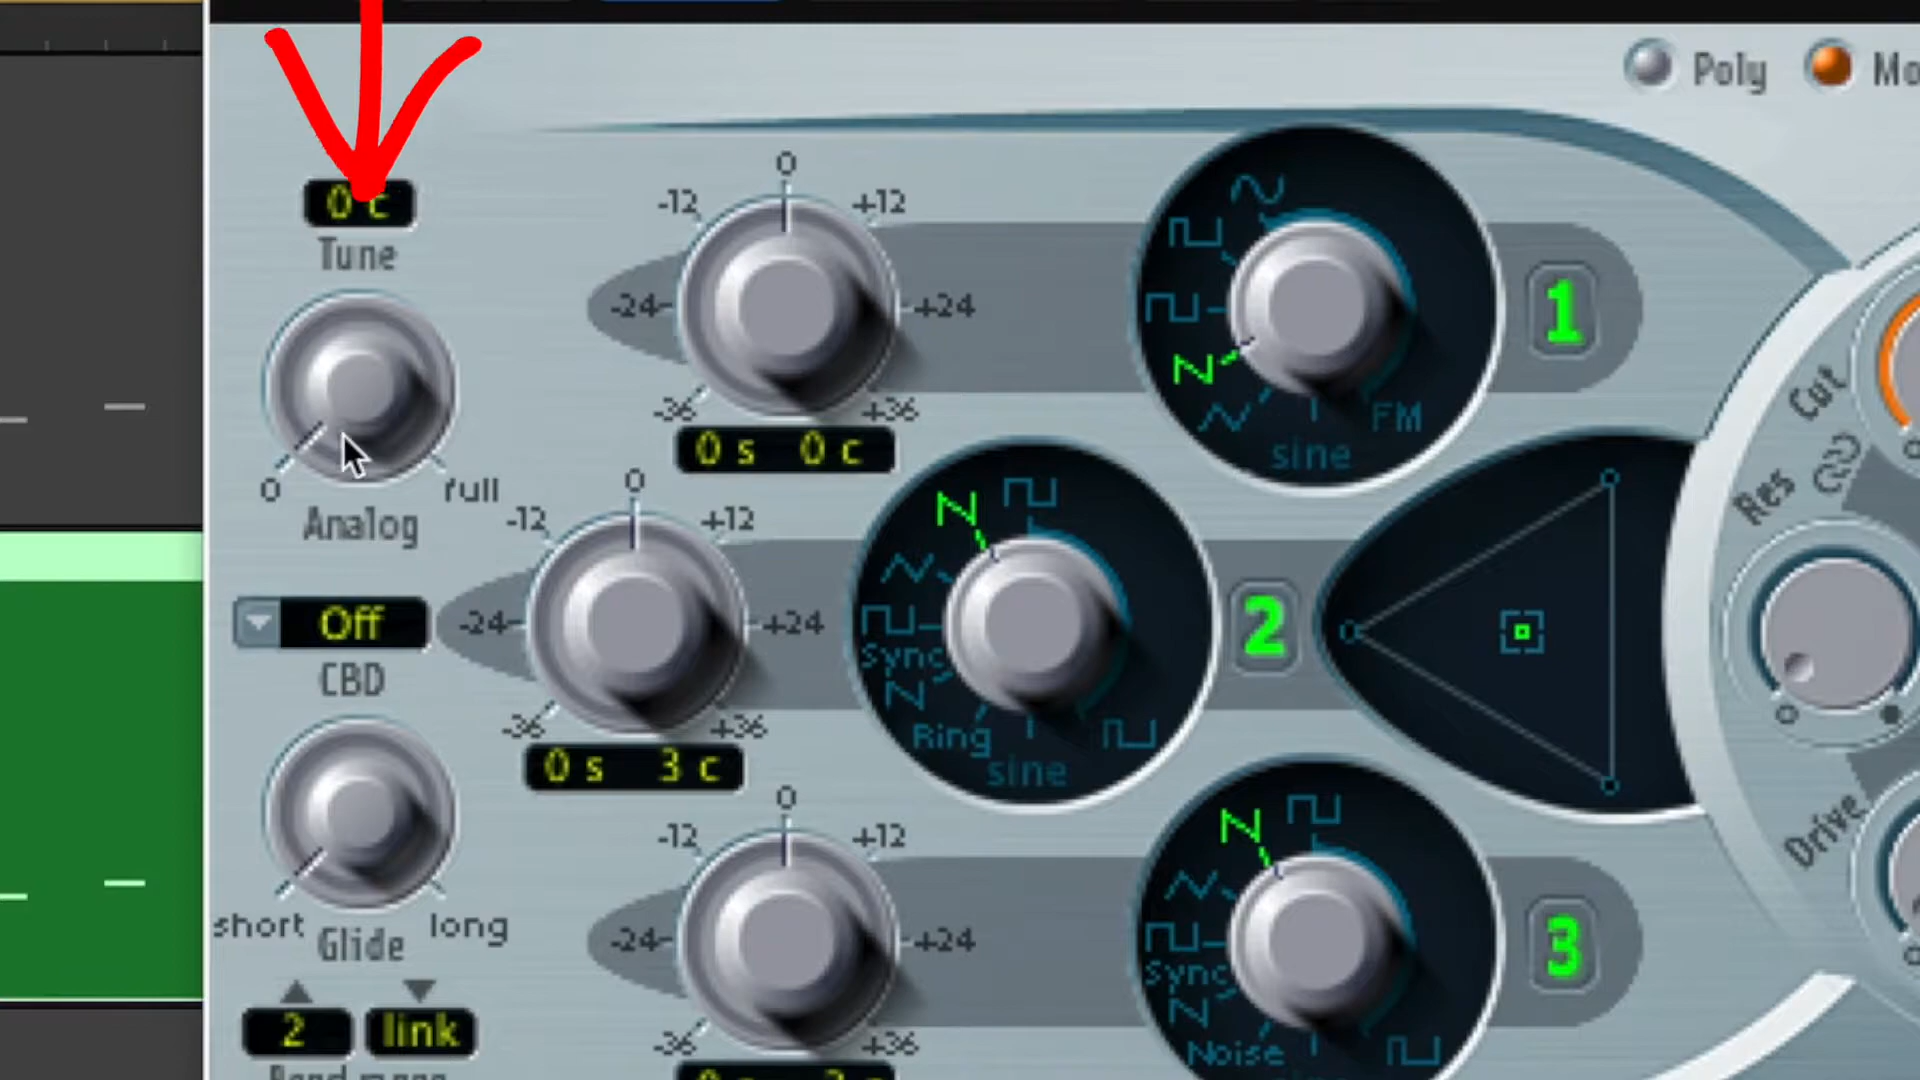 Poly
0 c
Tune
0
-12
+12
-24
+24
-36
+36
0 s 0 c
FM
sine
1
Cut
0
full
Analog
Res
0
-12
+12
-24
+24
-36
+36
0 s 3 c
Off
CBD
Sync
Ring
sine
2
Drive
short
long
Glide
0
-12
+12
-24
+24
-36
+36
Sync
Noise
3
2
link